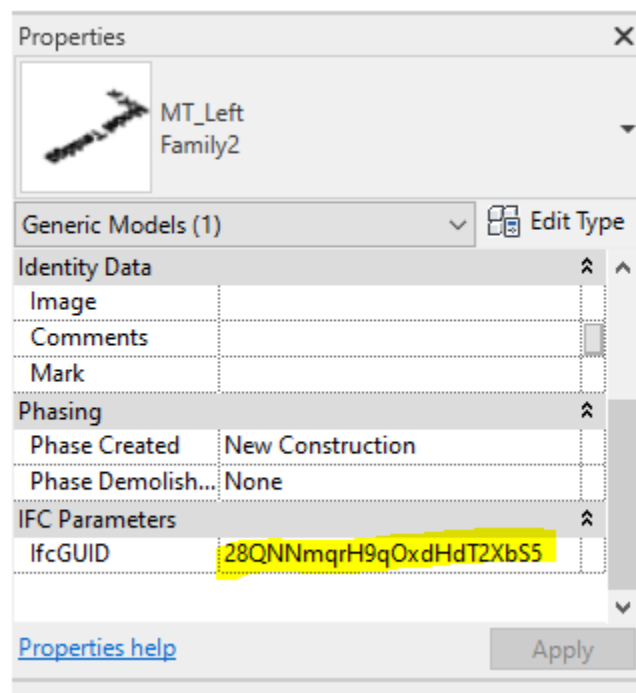 Properties
MT_Left
Family2
Generic Models (1)
Edit Type
Identity Data
Image
Comments
Mark
Phasing
Phase Created New Construction
Phase Demolish... None
IFC Parameters
IfcGUID 28QNNmqrH9qOxdHdT2XbS5
Properties help
Apply